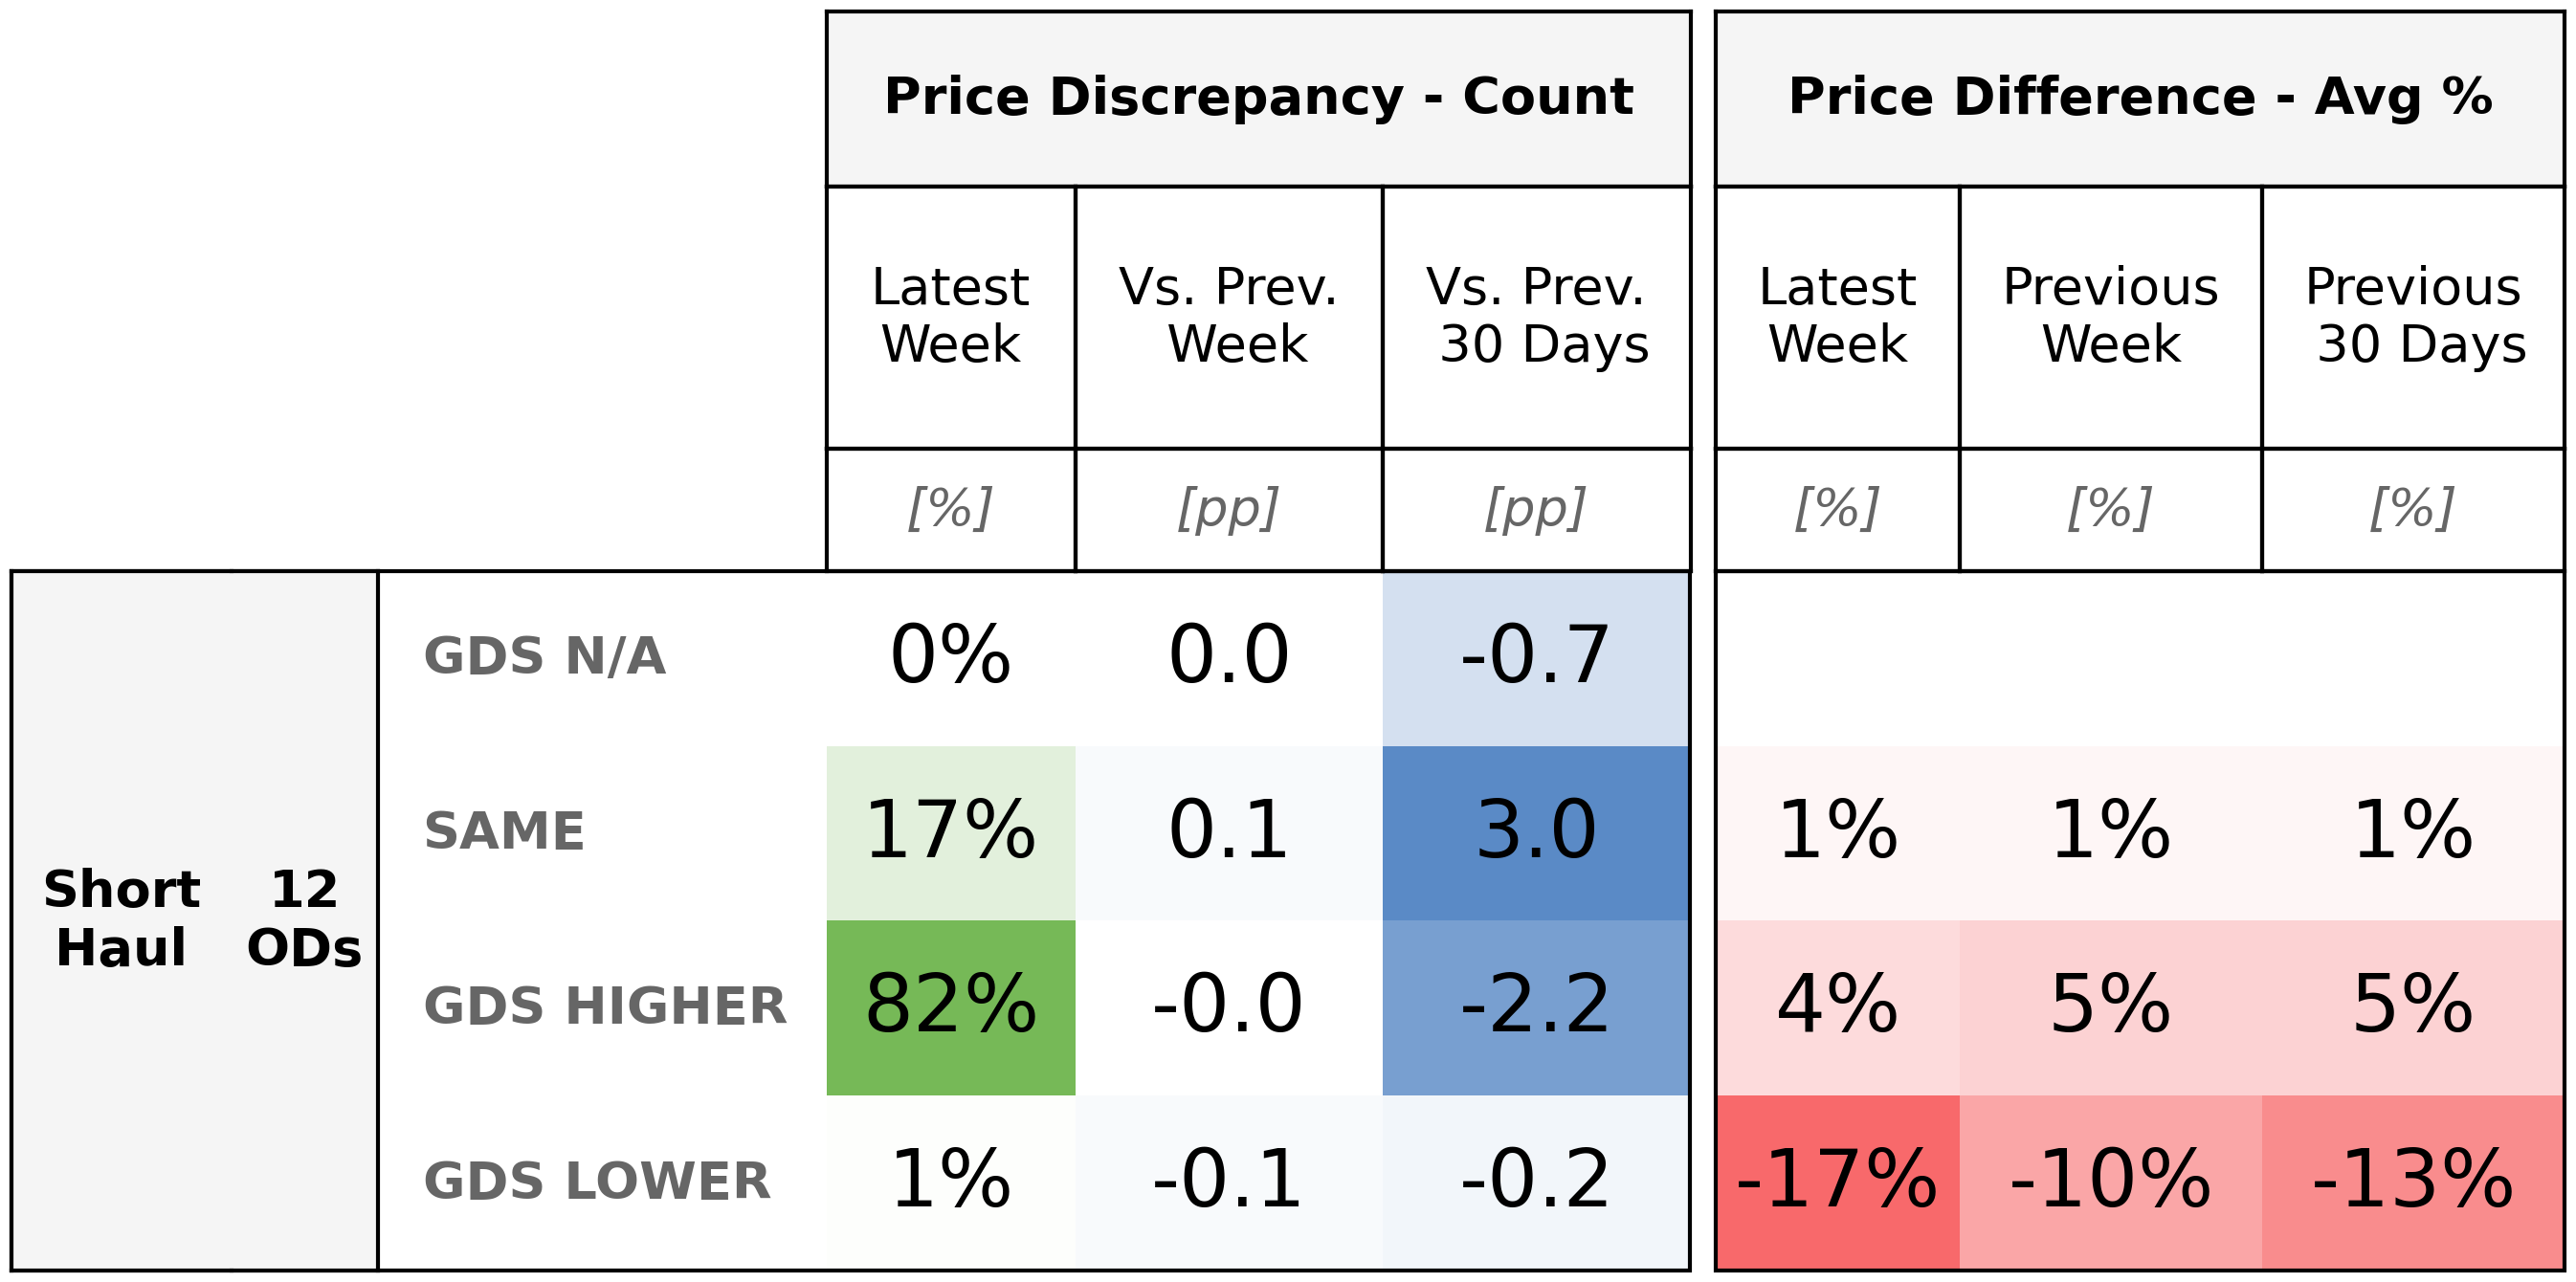 Price Discrepancy - Count Price Difference - Avg %
Latest Week Vs. Prev. Week Vs. Prev. 30 Days Latest Week Previous Week Previous 30 Days
[%] [pp] [pp] [%] [%] [%]
Short Haul 12 ODs
GDS N/A 0% 0.0 -0.7
SAME 17% 0.1 3.0 1% 1% 1%
GDS HIGHER 82% -0.0 -2.2 4% 5% 5%
GDS LOWER 1% -0.1 -0.2 -17% -10% -13%